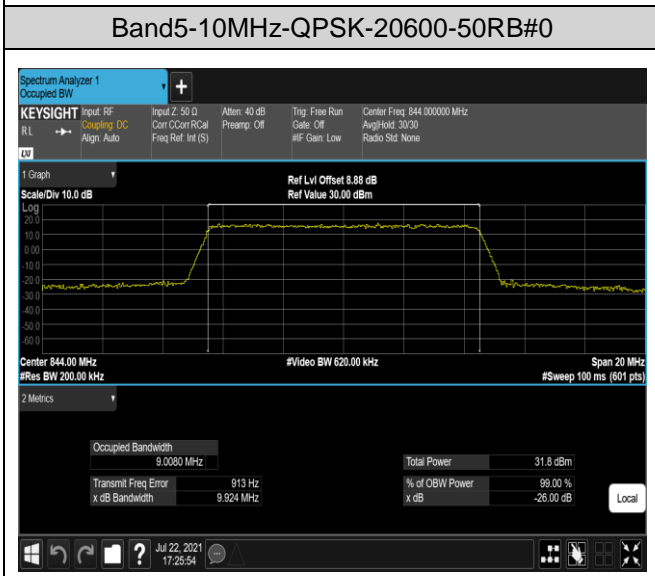 Band5-10MHz-QPSK-20600-50RB#0
Spectrum Analyzer 1
Occupied BW
+
KEYSIGHT Input: RF Input Z: 50 Ω Atten: 40 dB Trig: Free Run Center Freq: 844.000000 MHz
RL Coupling: DC Corr CCorr RCal Preamp: Off Gate: Off Avg|Hold: 30/30
Align: Auto Freq Ref: Int (S) #IF Gain: Low Radio Std: None
LXI
1 Graph Ref Lvl Offset 8.88 dB
Scale/Div 10.0 dB Ref Value 30.00 dBm
Log
20.0
10.0
0.00
-10.0
-20.0
-30.0
-40.0
-50.0
-60.0
Center 844.00 MHz #Video BW 620.00 kHz Span 20 MHz
#Res BW 200.00 kHz #Sweep 100 ms (601 pts)
2 Metrics
Occupied Bandwidth
9.0080 MHz Total Power 31.8 dBm
Transmit Freq Error 913 Hz % of OBW Power 99.00 %
x dB Bandwidth 9.924 MHz x dB -26.00 dB
Local
? Jul 22, 2021
17:25:54